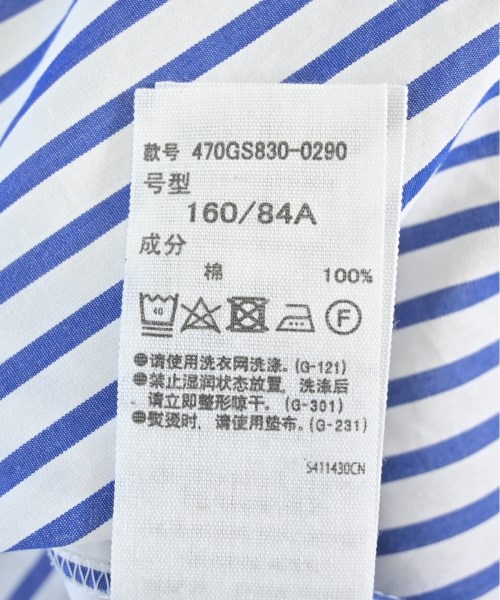 款号 470GS830-0290
号型
160/84A
成分
棉 100%
40 F
●请使用洗衣网洗涤。(G-121)
●禁止湿润状态放置，洗涤后
请立即整形晾干。(G-301)
●熨烫时，请使用垫布。(G-231)
S411430CN